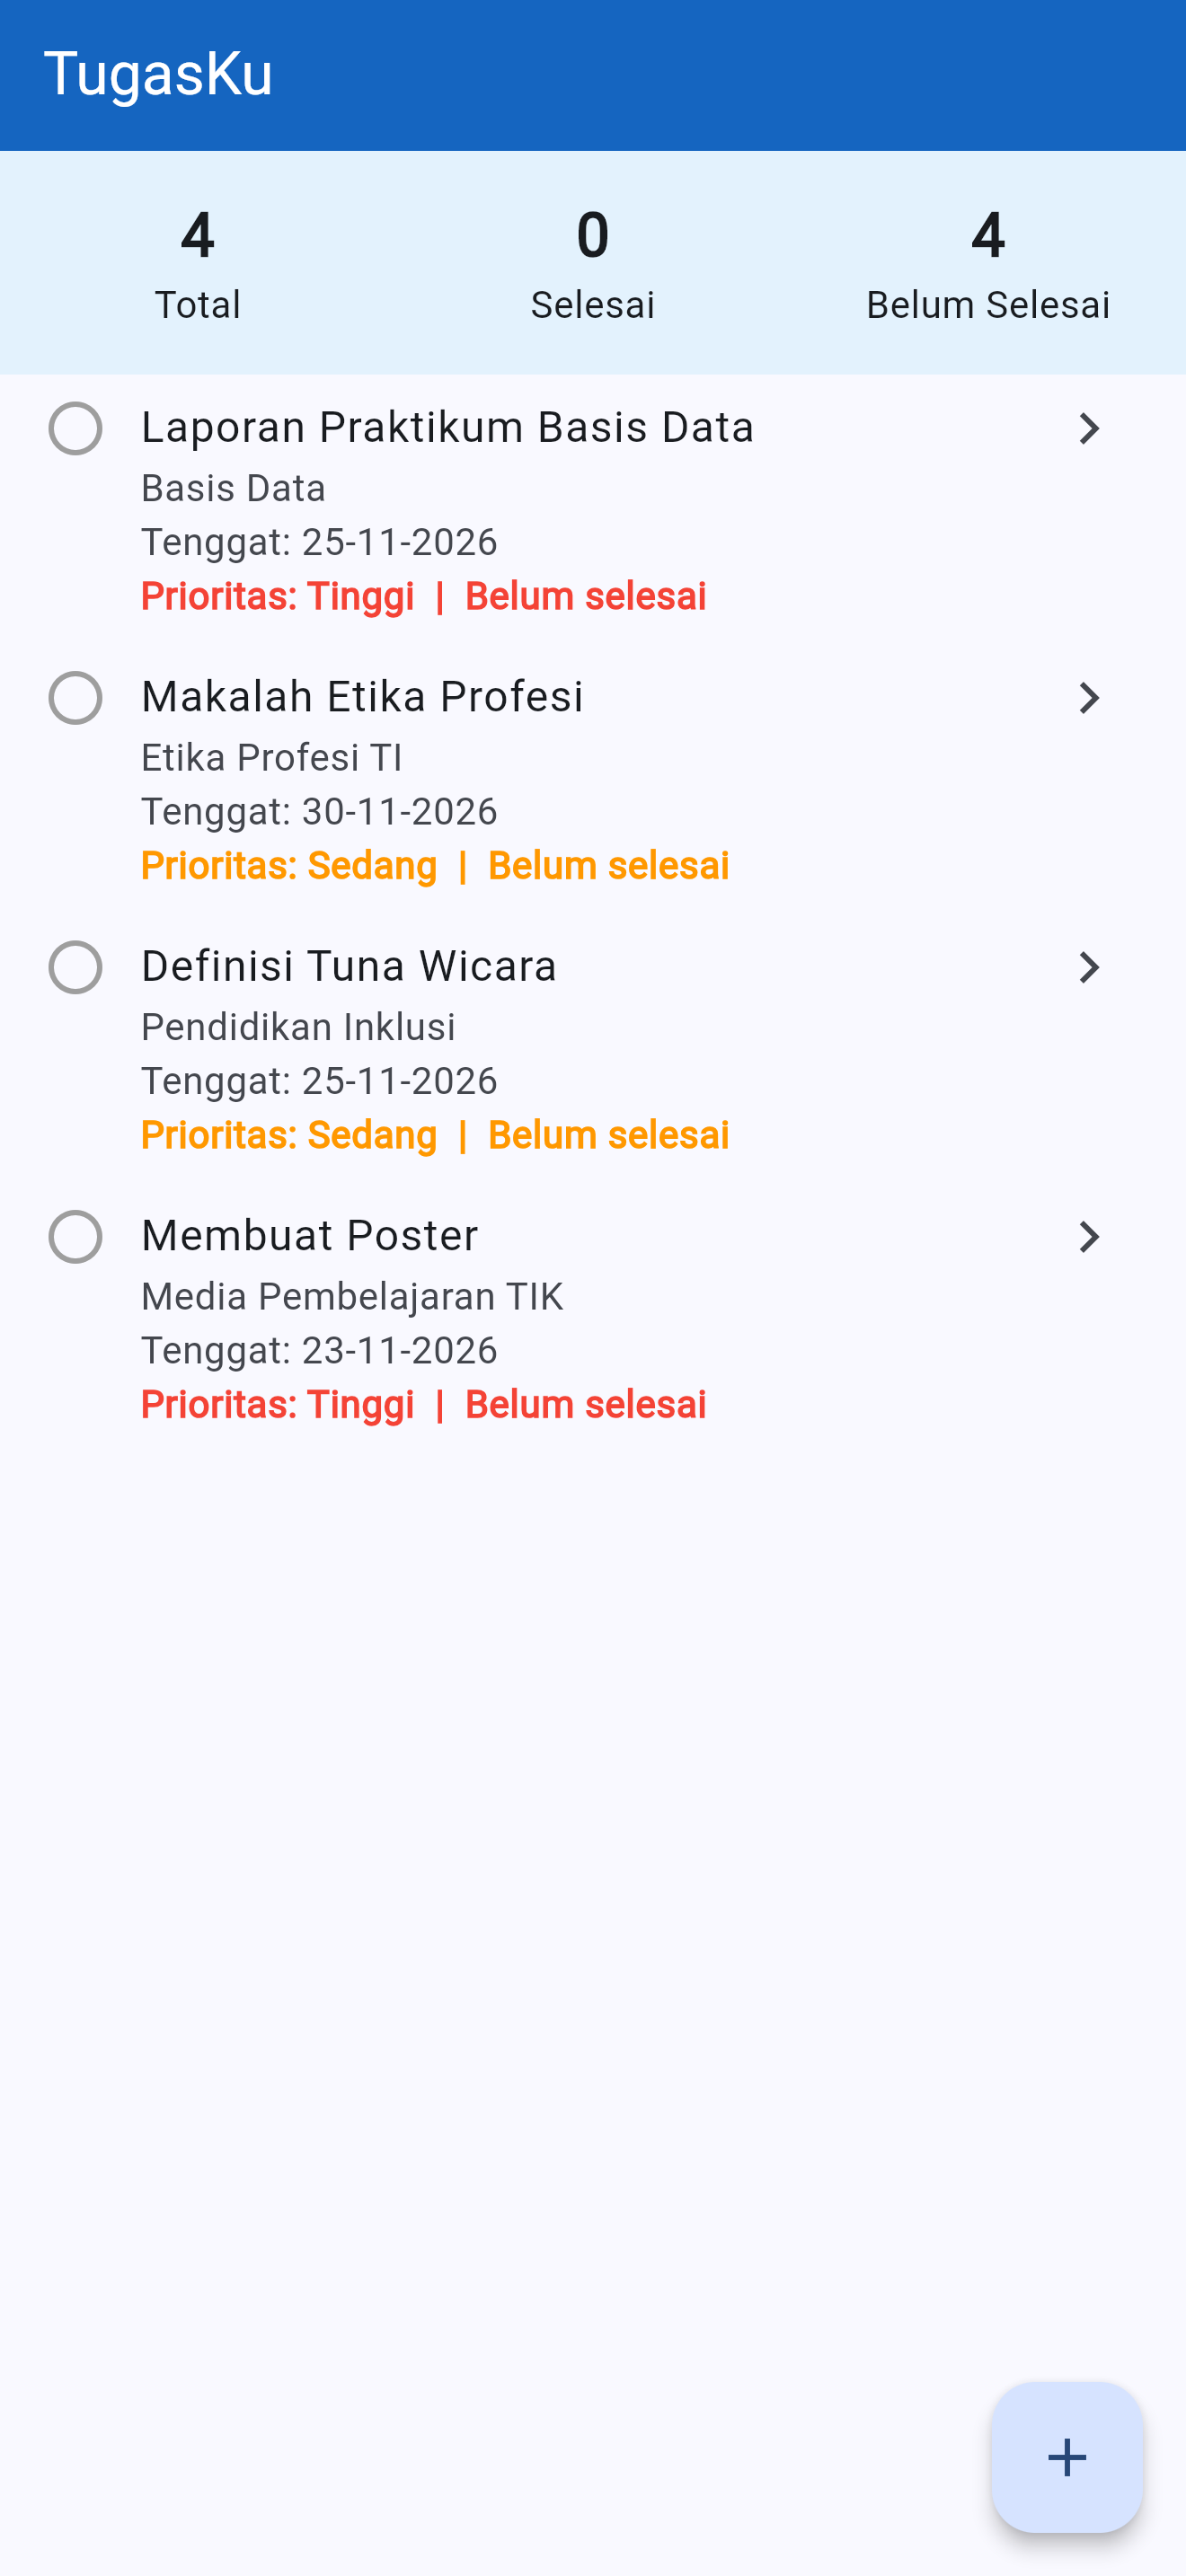 TugasKu
4 0 4
Total Selesai Belum Selesai
Laporan Praktikum Basis Data
Basis Data
Tenggat: 25-11-2026
Prioritas: Tinggi | Belum selesai
Makalah Etika Profesi
Etika Profesi TI
Tenggat: 30-11-2026
Prioritas: Sedang | Belum selesai
Definisi Tuna Wicara
Pendidikan Inklusi
Tenggat: 25-11-2026
Prioritas: Sedang | Belum selesai
Membuat Poster
Media Pembelajaran TIK
Tenggat: 23-11-2026
Prioritas: Tinggi | Belum selesai
+